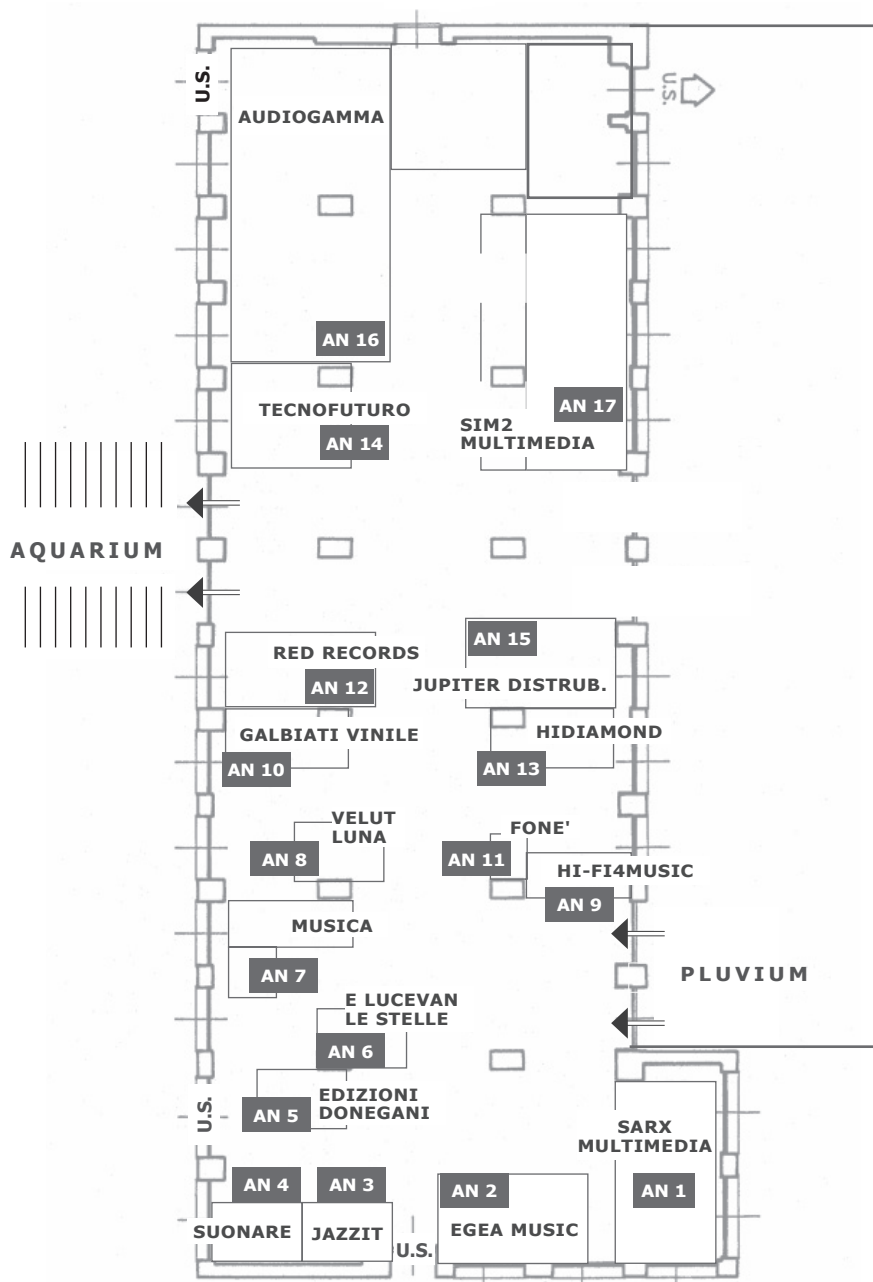 U.S.
U.S.
AUDIOGAMMA
AN 16
TECNOFUTURO
AN 14
AN 17
SIM2
MULTIMEDIA
AQUARIUM
RED RECORDS
AN 12
AN 15
JUPITER DISTRUB.
GALBIATI VINILE
AN 10
HIDIAMOND
AN 13
VELUT
LUNA
AN 8
FONE'
AN 11
HI-FI4MUSIC
AN 9
MUSICA
AN 7
PLUVIUM
E LUCEVAN
LE STELLE
AN 6
EDIZIONI
DONEGANI
AN 5
U.S.
SARX
MULTIMEDIA
AN 1
AN 4
AN 3
AN 2
SUONARE
JAZZIT
EGEA MUSIC
U.S.